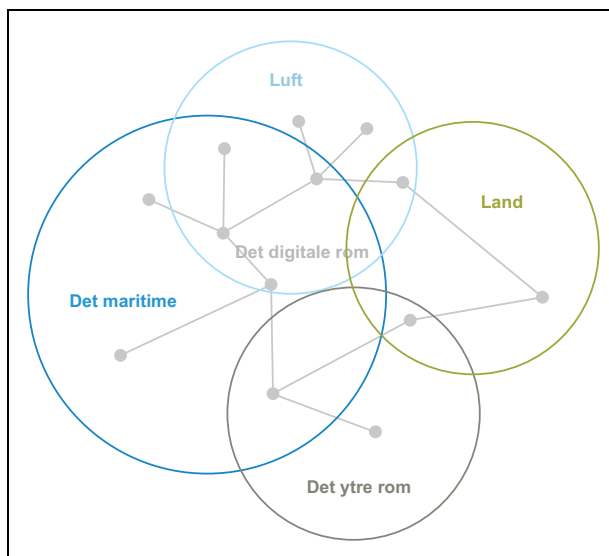 Luft
Land
Det digitale rom
Det maritime
Det ytre rom